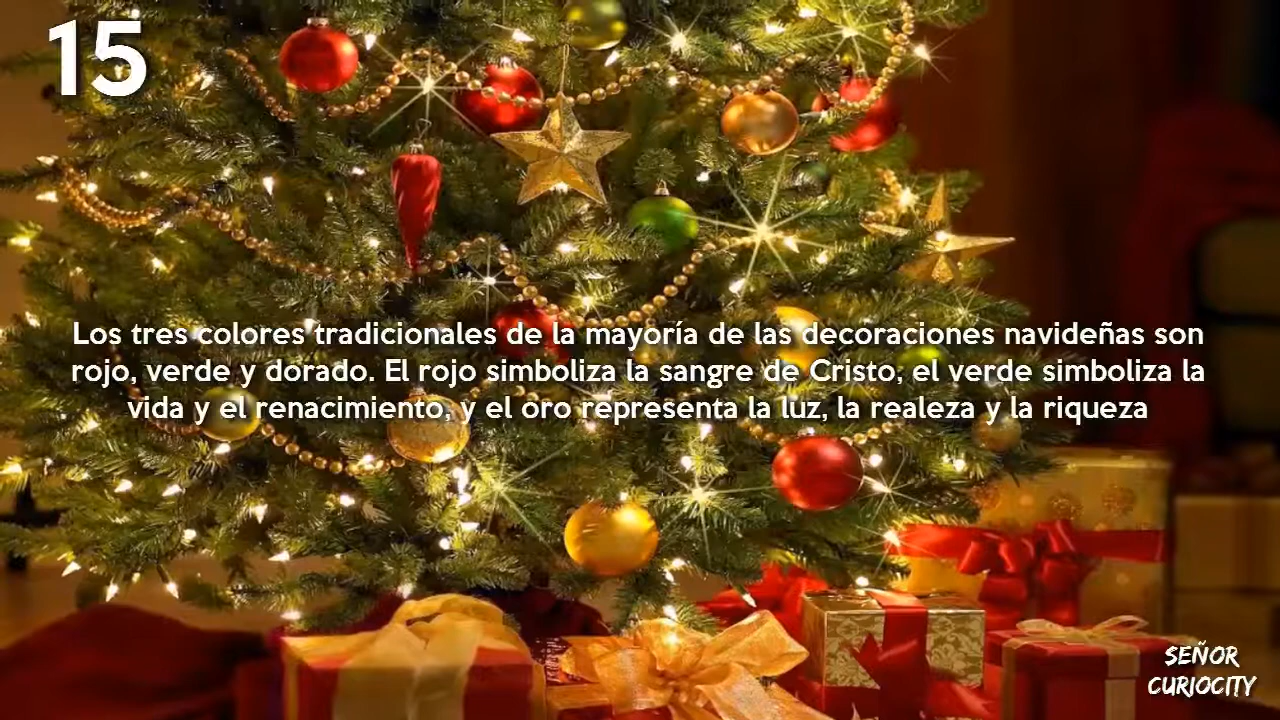 15
Los tres colores tradicionales de la mayoría de las decoraciones navideñas son
rojo, verde y dorado. El rojo simboliza la sangre de Cristo, el verde simboliza la
vida y el renacimiento, y el oro representa la luz, la realeza y la riqueza
SEÑOR
CURIOCITY